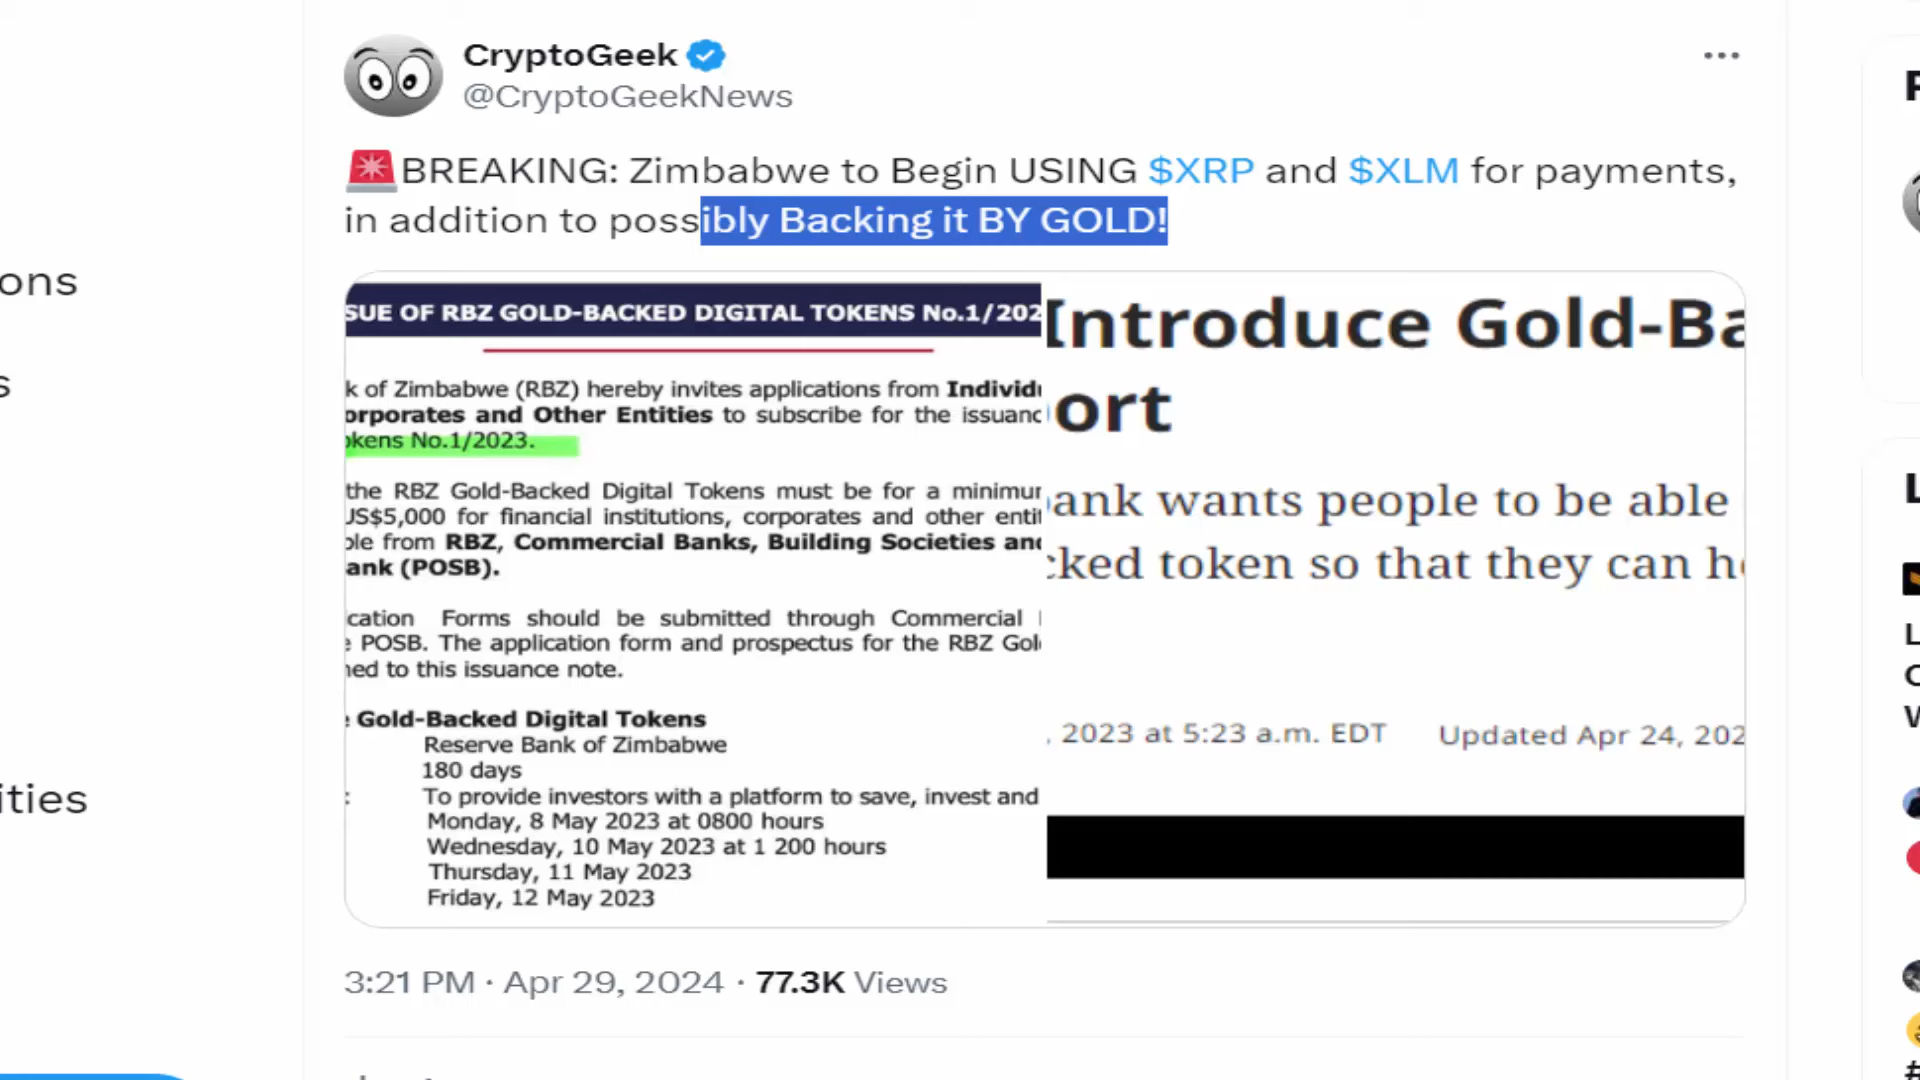 CryptoGeek
@CryptoGeekNews
🚨BREAKING: Zimbabwe to Begin USING $XRP and $XLM for payments,
in addition to possibly Backing it BY GOLD!
SUE OF RBZ GOLD-BACKED DIGITAL TOKENS No.1/202
k of Zimbabwe (RBZ) hereby invites applications from Individu
orporates and Other Entities to subscribe for the issuanc
okens No.1/2023.
the RBZ Gold-Backed Digital Tokens must be for a minimum
US$5,000 for financial institutions, corporates and other entit
ble from RBZ, Commercial Banks, Building Societies and
ank (POSB).
cation Forms should be submitted through Commercial
e POSB. The application form and prospectus for the RBZ Gol
ned to this issuance note.
Gold-Backed Digital Tokens
Reserve Bank of Zimbabwe
180 days
: To provide investors with a platform to save, invest and
Monday, 8 May 2023 at 0800 hours
Wednesday, 10 May 2023 at 1 200 hours
Thursday, 11 May 2023
Friday, 12 May 2023
Introduce Gold-Ba
ort
ank wants people to be able
cked token so that they can he
, 2023 at 5:23 a.m. EDT Updated Apr 24, 202
3:21 PM · Apr 29, 2024 · 77.3K Views
ons
s
ities